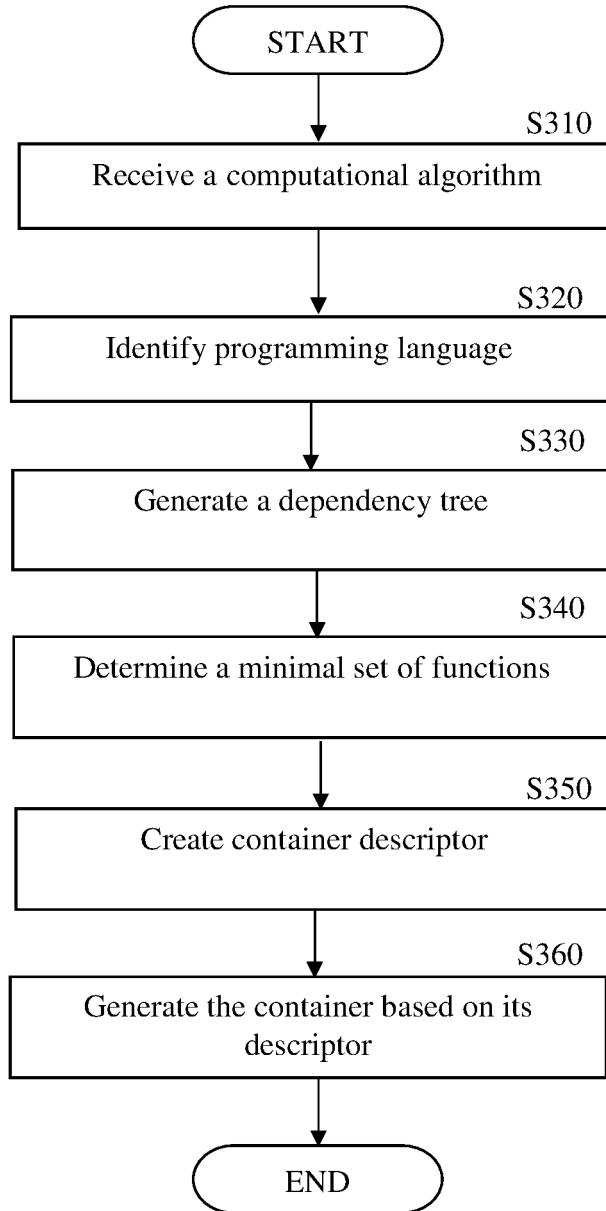 START
S310
Receive a computational algorithm
S320
Identify programming language
S330
Generate a dependency tree
S340
Determine a minimal set of functions
S350
Create container descriptor
S360
Generate the container based on its
descriptor
END